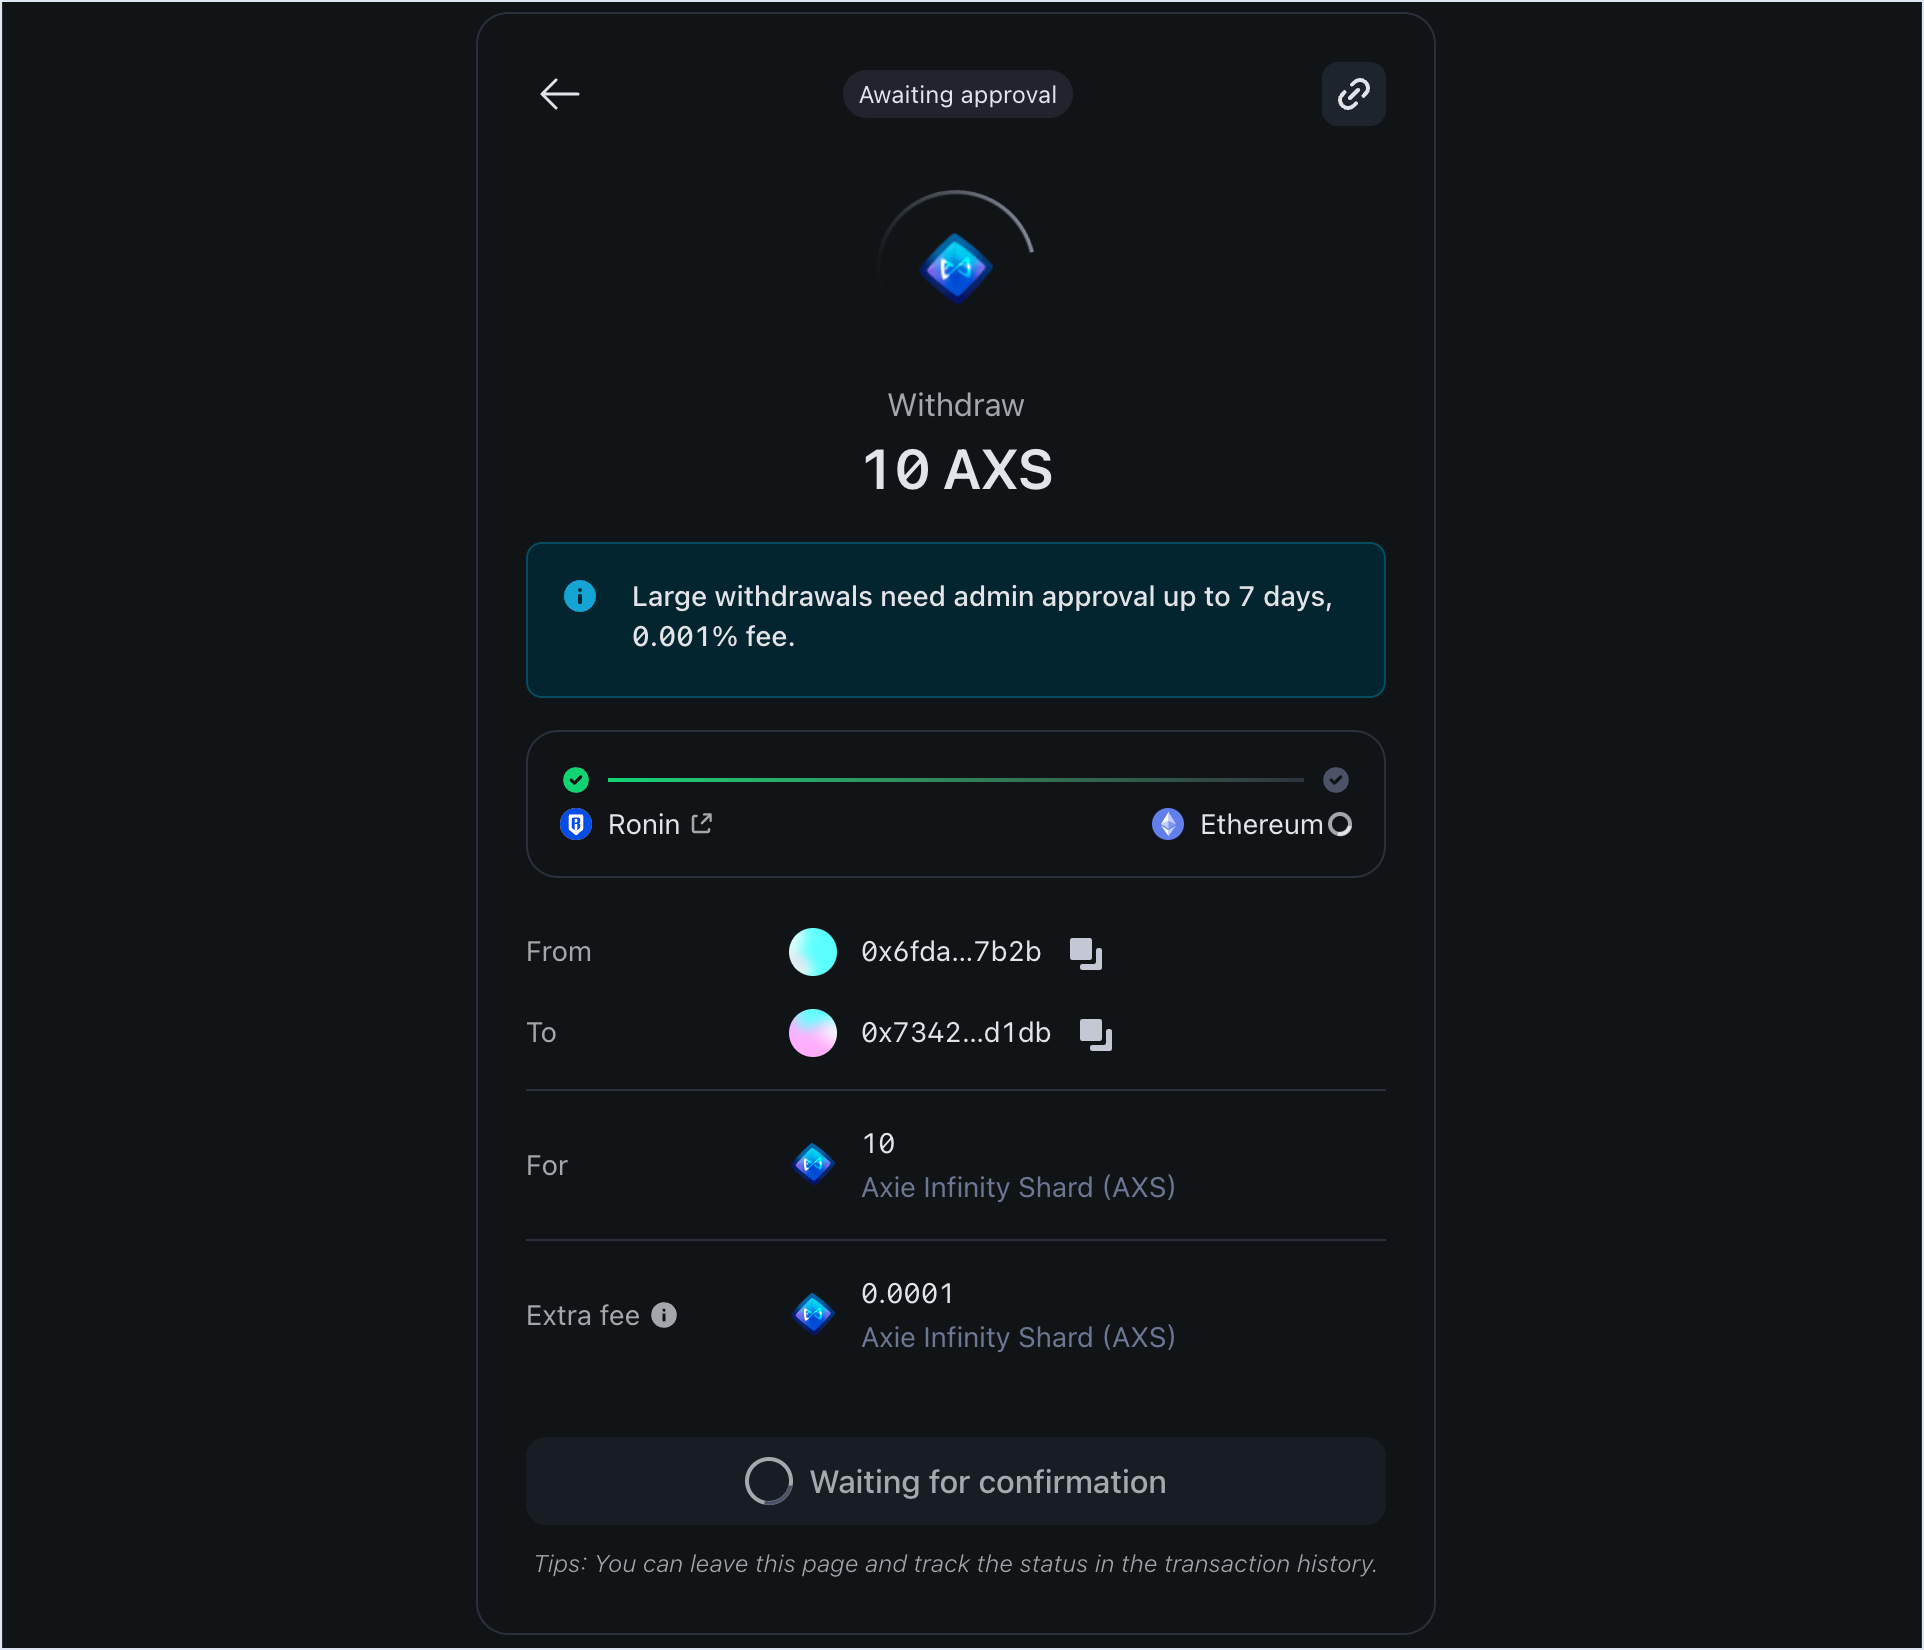 Awaiting approval
Withdraw
10 AXS
Large withdrawals need admin approval up to 7 days,
0.001% fee.
Ronin
Ethereum
From
0x6fda...7b2b
To
0x7342...d1db
For
10
Axie Infinity Shard (AXS)
Extra fee
0.0001
Axie Infinity Shard (AXS)
Waiting for confirmation
Tips: You can leave this page and track the status in the transaction history.